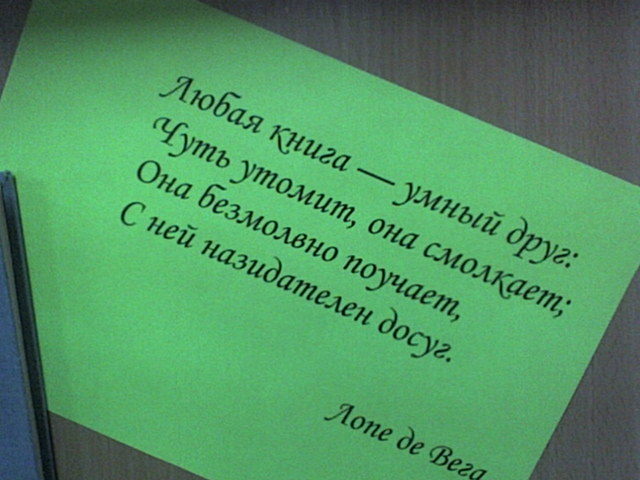 Любая книга — умный друг:
Чуть утомит, она смолкает;
Она безмолвно поучает,
С ней назидателен досуг.
Лопе де Вега